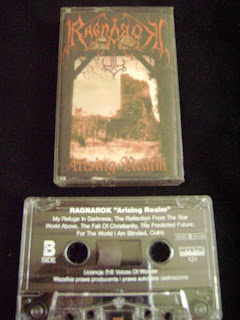 RAGNAROK
Arising Realm
RAGNAROK "Arising Realm"
My Refuge In Darkness, The Reflection From The Star
World Above, The Fall Of Christianity, The Predicted Future,
For The World I Am Blinded, Outro
B
SIDE
121
Licencja ℗© Voices Of Wonder
Wszelkie prawa producenta i prawa autorskie zastrzeżone